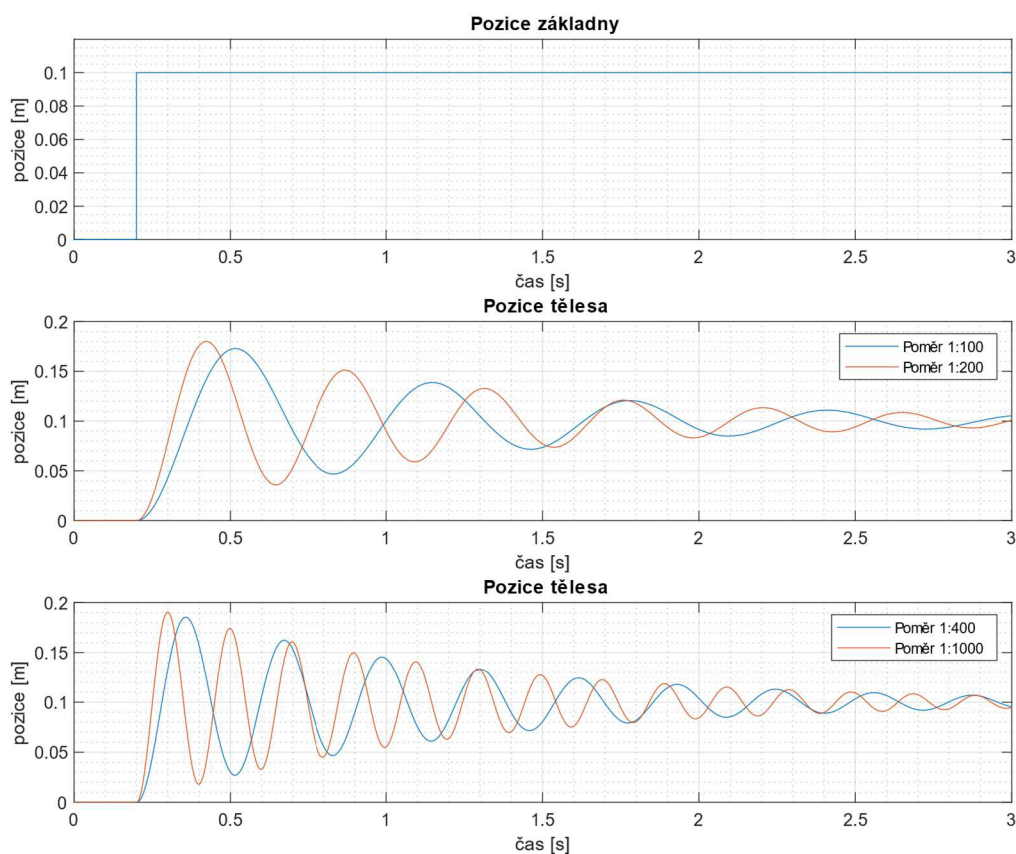 Pozice základny
pozice [m]
0.1
0.08
0.06
0.04
0.02
0
0 0.5 1 1.5 2 2.5 3
čas [s]
Pozice tělesa
pozice [m]
0.2
0.15
0.1
0.05
0
Poměr 1:100
Poměr 1:200
0 0.5 1 1.5 2 2.5 3
čas [s]
Pozice tělesa
pozice [m]
0.2
0.15
0.1
0.05
0
Poměr 1:400
Poměr 1:1000
0 0.5 1 1.5 2 2.5 3
čas [s]